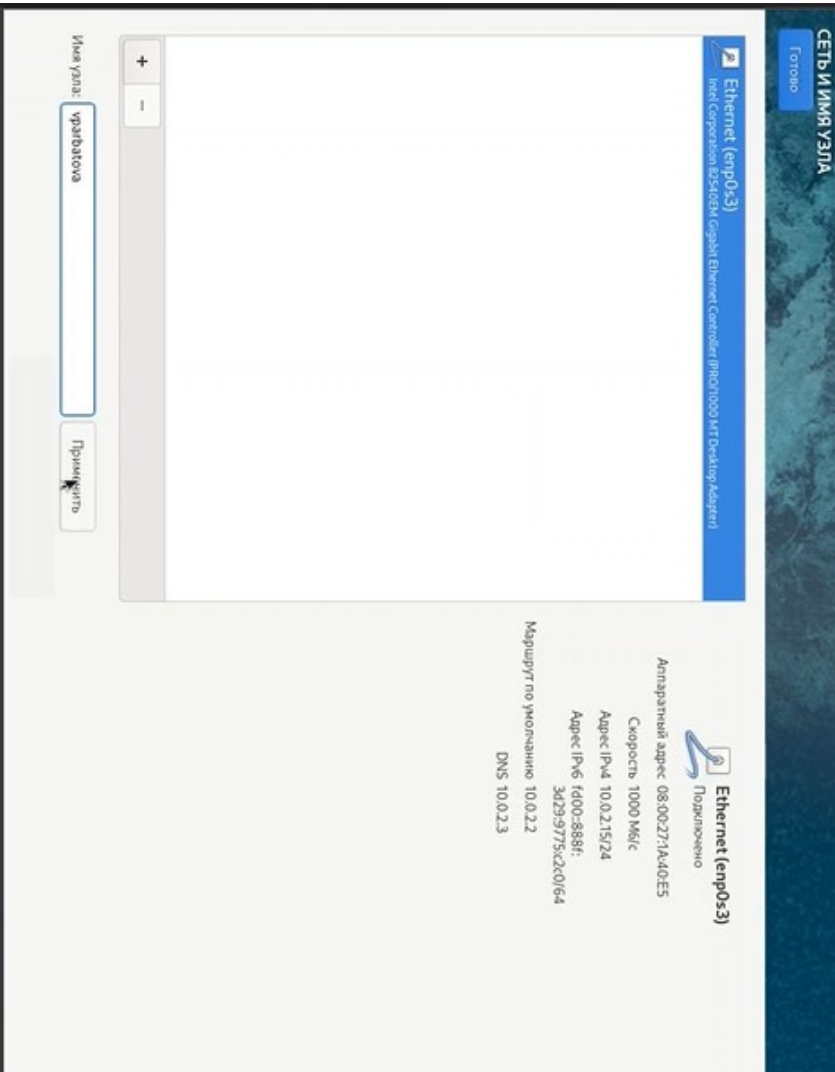 СЕТЬ И ИМЯ УЗЛА
Готово
Ethernet (enp0s3)
Intel Corporation 82540EM Gigabit Ethernet Controller (PRO/1000 MT Desktop Adapter)
+ −
Имя узла: vparbatova Применить
Ethernet (enp0s3)
Подключено
Аппаратный адрес 08:00:27:1A:40:E5
Скорость 1000 Мб/с
Адрес IPv4 10.0.2.15/24
Адрес IPv6 fd00::888f:
3d29:9775:c2c0/64
Маршрут по умолчанию 10.0.2.2
DNS 10.0.2.3